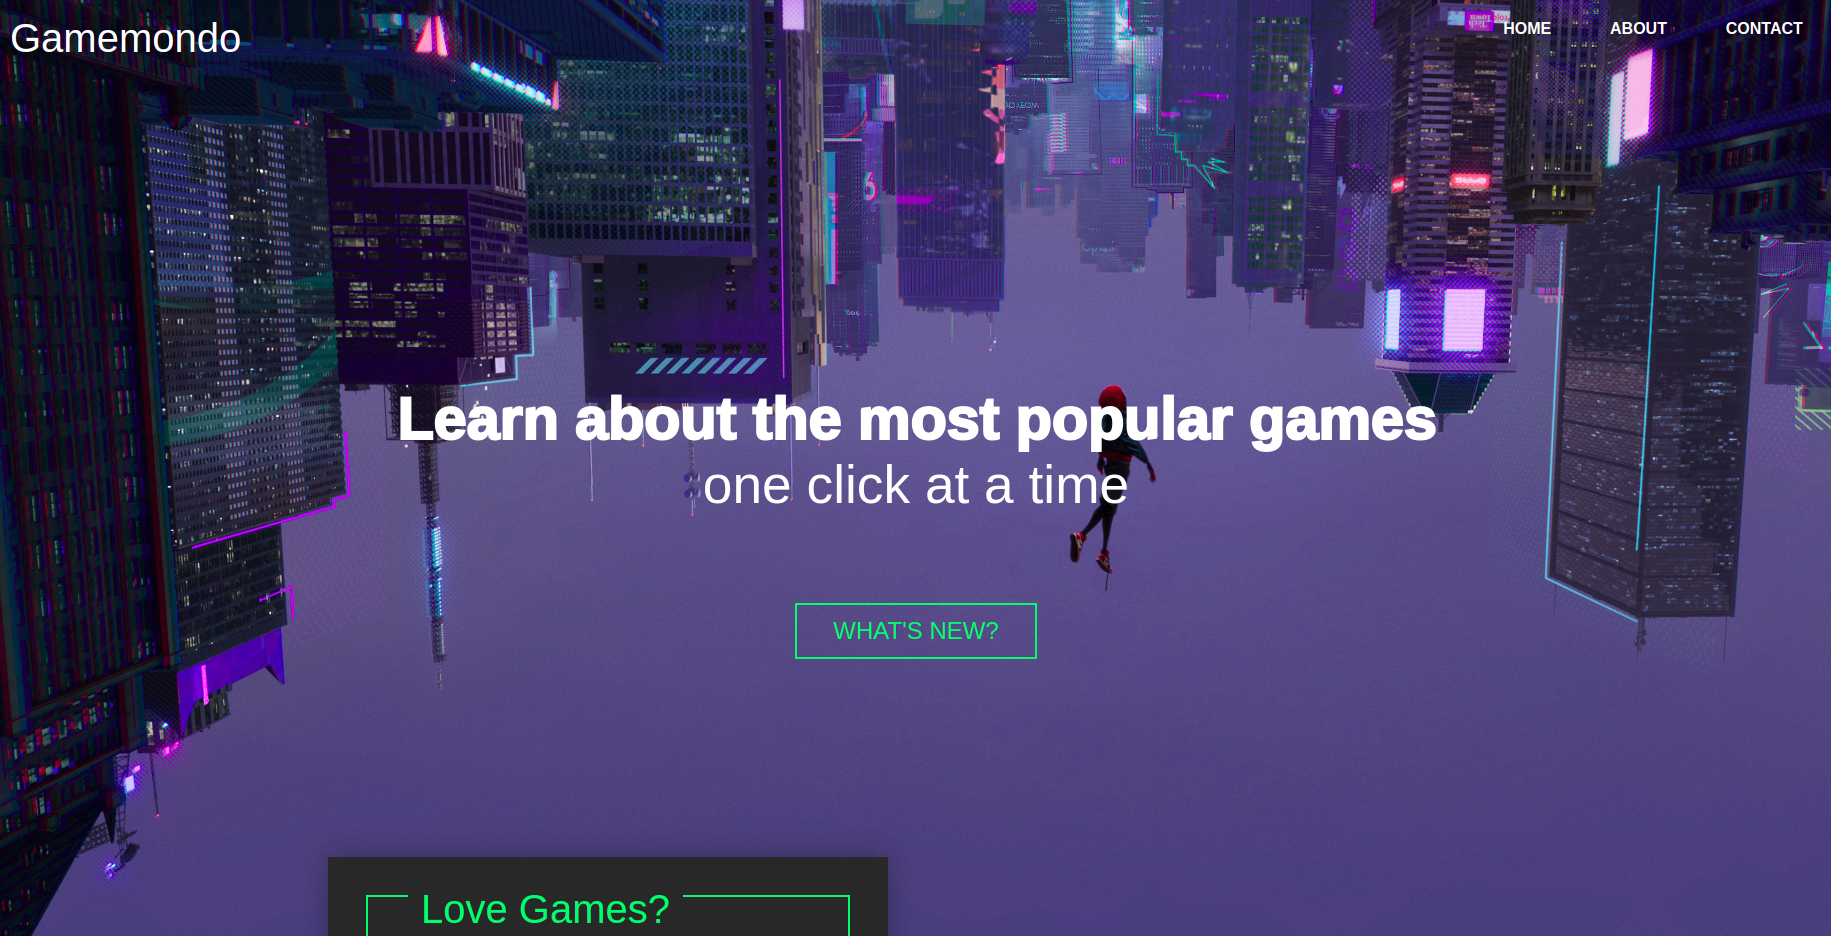 Gamemondo
HOME ABOUT CONTACT
Learn about the most popular games
one click at a time
WHAT'S NEW?
Love Games?